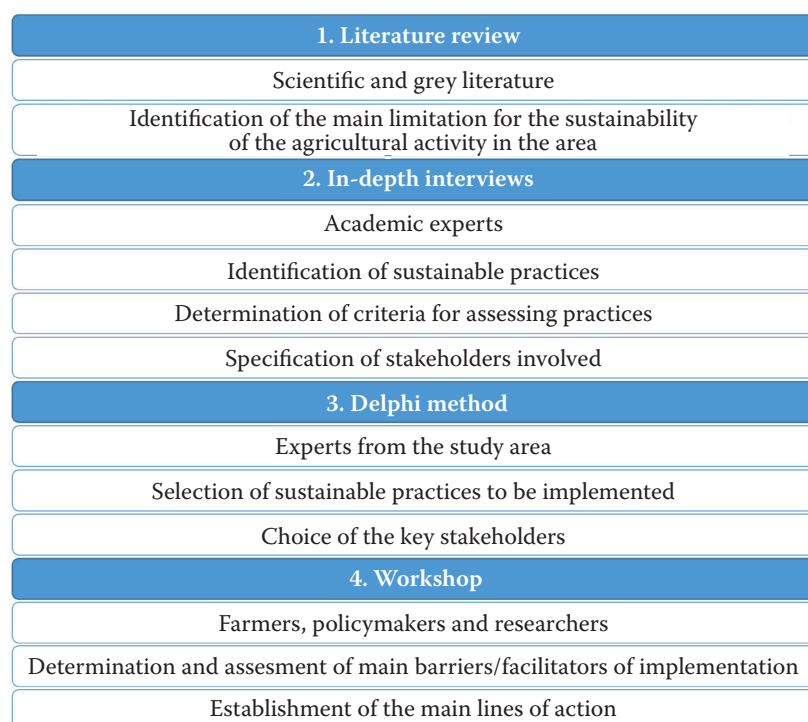 1. Literature review
Scientific and grey literature
Identification of the main limitation for the sustainability
of the agricultural activity in the area
2. In-depth interviews
Academic experts
Identification of sustainable practices
Determination of criteria for assessing practices
Specification of stakeholders involved
3. Delphi method
Experts from the study area
Selection of sustainable practices to be implemented
Choice of the key stakeholders
4. Workshop
Farmers, policymakers and researchers
Determination and assesment of main barriers/facilitators of implementation
Establishment of the main lines of action